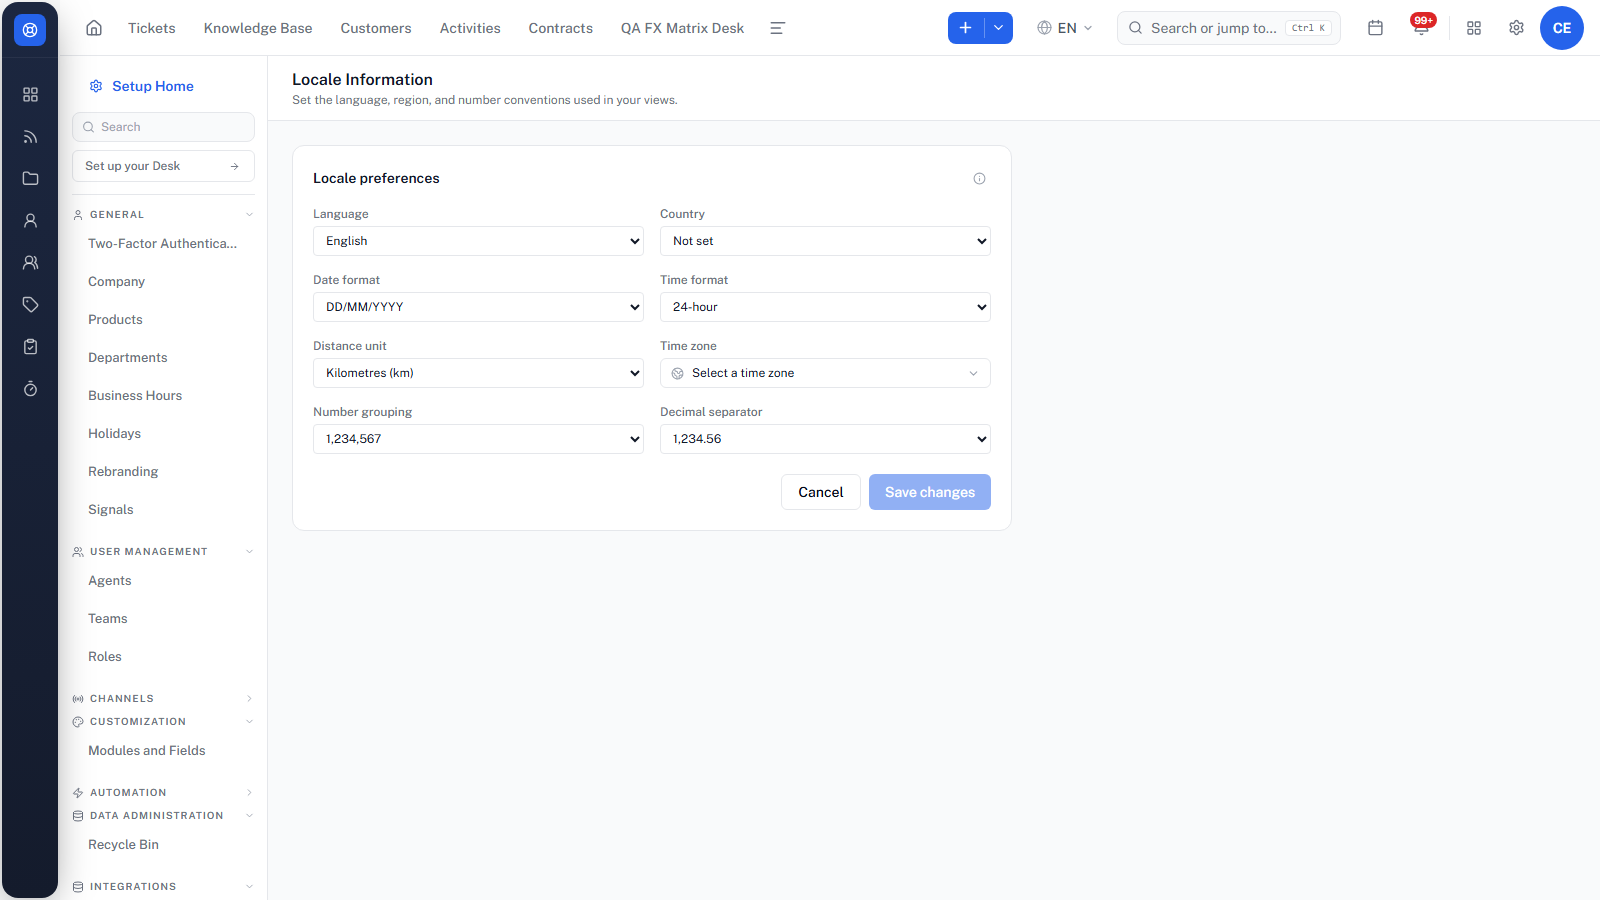 Tickets
Knowledge Base
Customers
Activities
Contracts
QA FX Matrix Desk
EN
Search or jump to...
Ctrl K
99+
CE
Setup Home
Search
Set up your Desk
GENERAL
Two-Factor Authentica...
Company
Products
Departments
Business Hours
Holidays
Rebranding
Signals
USER MANAGEMENT
Agents
Teams
Roles
CHANNELS
CUSTOMIZATION
Modules and Fields
AUTOMATION
DATA ADMINISTRATION
Recycle Bin
INTEGRATIONS
Locale Information
Set the language, region, and number conventions used in your views.
Locale preferences
Language
Country
English
Not set
Date format
Time format
DD/MM/YYYY
24-hour
Distance unit
Time zone
Kilometres (km)
Select a time zone
Number grouping
Decimal separator
1,234,567
1,234.56
Cancel
Save changes